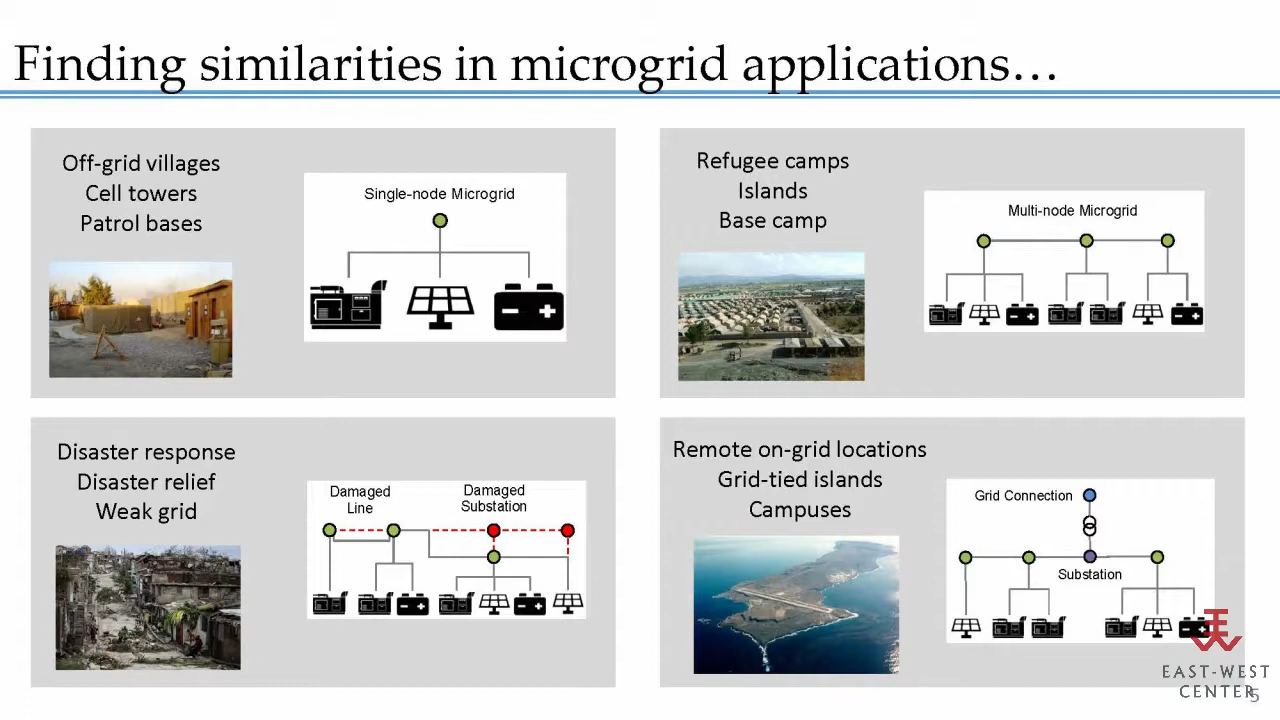 Finding similarities in microgrid applications…
Off-grid villages
Cell towers
Patrol bases
Single-node Microgrid
Refugee camps
Islands
Base camp
Multi-node Microgrid
Disaster response
Disaster relief
Weak grid
Damaged
Line
Damaged
Substation
Remote on-grid locations
Grid-tied islands
Campuses
Grid Connection
Substation
EAST-WEST
CENTER
5